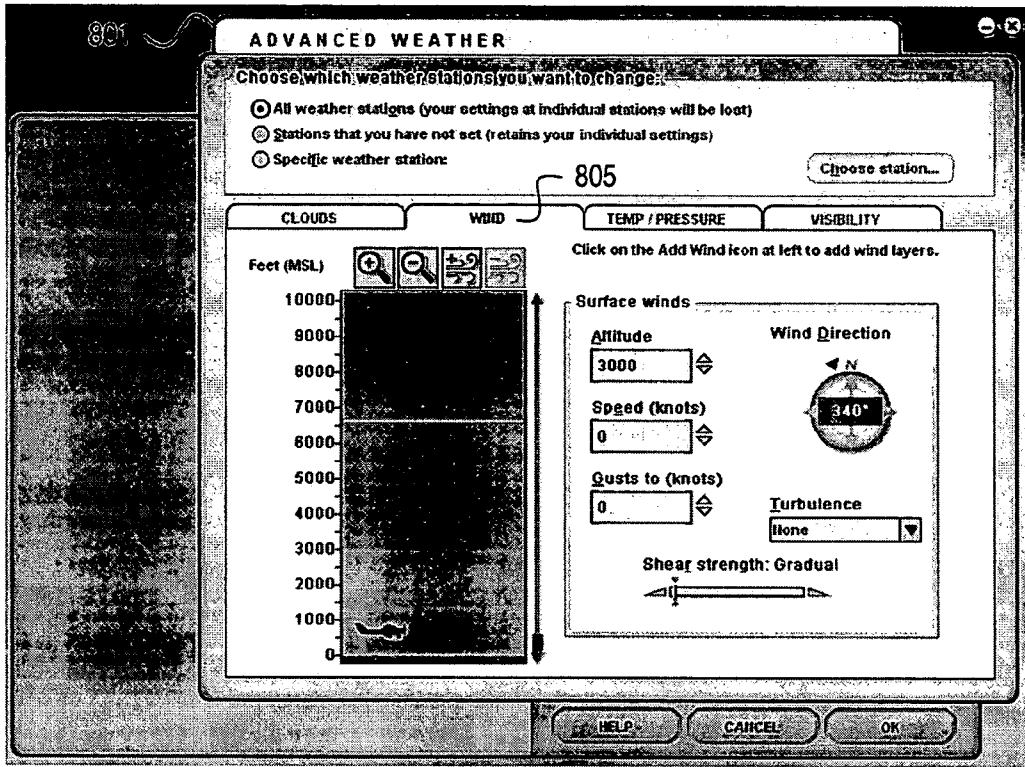 801
ADVANCED WEATHER
Choose which weather stations you want to change:
All weather stations (your settings at individual stations will be lost)
Stations that you have not set (retains your individual settings)
Specific weather station:
Choose station...
805
CLOUDS WIND TEMP / PRESSURE VISIBILITY
Click on the Add Wind icon at left to add wind layers.
Feet (MSL)
10000
9000
8000
7000
6000
5000
4000
3000
2000
1000
0
Surface winds
Altitude
3000
Speed (knots)
0
Gusts to (knots)
0
Wind Direction
N
340°
Turbulence
None
Shear strength: Gradual
HELP CANCEL OK